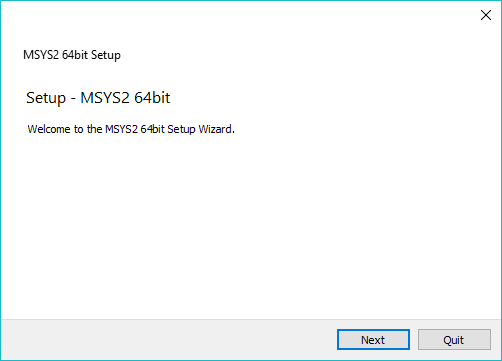 MSYS2 64bit Setup
Setup - MSYS2 64bit
Welcome to the MSYS2 64bit Setup Wizard.
Next
Quit